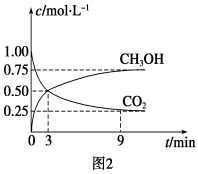 c/mol·L⁻¹
1.00
0.75
0.50
0.25
CH₃OH
CO₂
0 3 9 t/min
图2